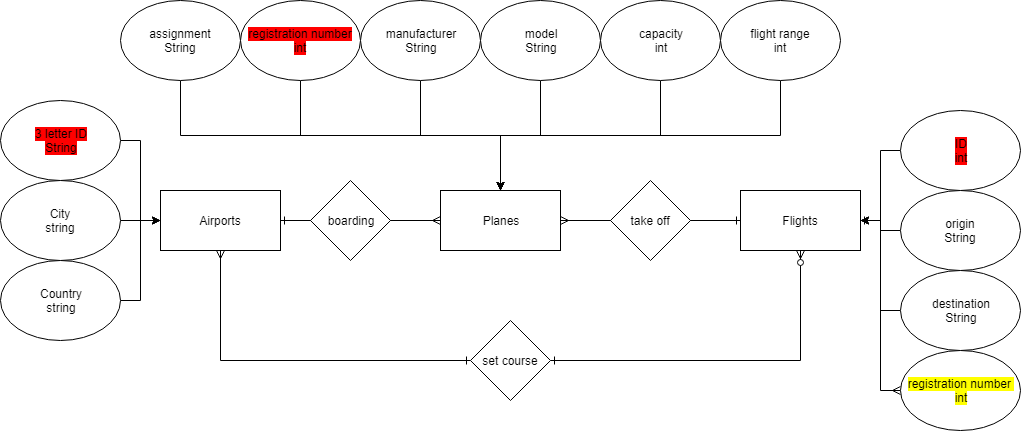 assignment
String
registration number
int
manufacturer
String
model
String
capacity
int
flight range
int
3 letter ID
String
City
string
Country
string
Airports
boarding
Planes
take off
Flights
set course
ID
int
origin
String
destination
String
registration number
int